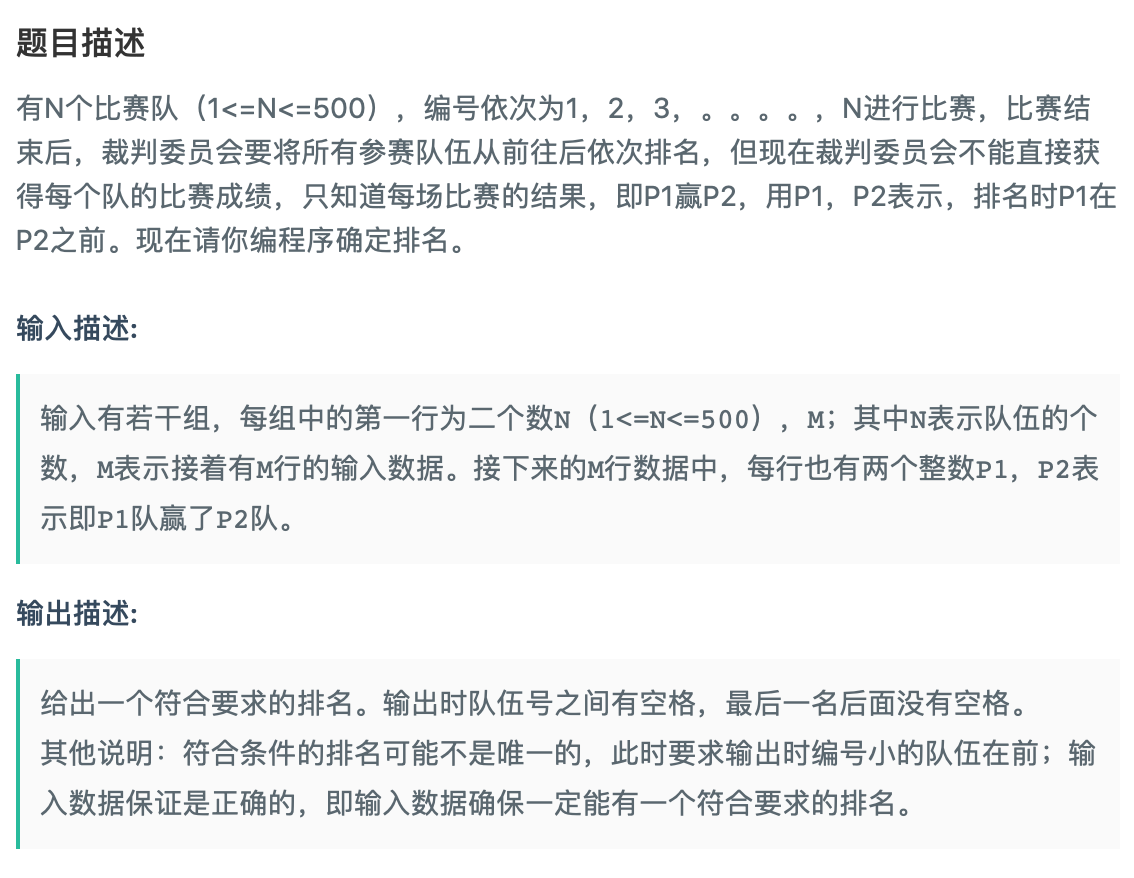 题目描述
有N个比赛队（1<=N<=500），编号依次为1，2，3，。。。。，N进行比赛，比赛结
束后，裁判委员会要将所有参赛队伍从前往后依次排名，但现在裁判委员会不能直接获
得每个队的比赛成绩，只知道每场比赛的结果，即P1赢P2，用P1，P2表示，排名时P1在
P2之前。现在请你编程序确定排名。
输入描述:
输入有若干组，每组中的第一行为二个数N（1<=N<=500），M；其中N表示队伍的个
数，M表示接着有M行的输入数据。接下来的M行数据中，每行也有两个整数P1，P2表
示即P1队赢了P2队。
输出描述:
给出一个符合要求的排名。输出时队伍号之间有空格，最后一名后面没有空格。
其他说明：符合条件的排名可能不是唯一的，此时要求输出时编号小的队伍在前；输
入数据保证是正确的，即输入数据确保一定能有一个符合要求的排名。